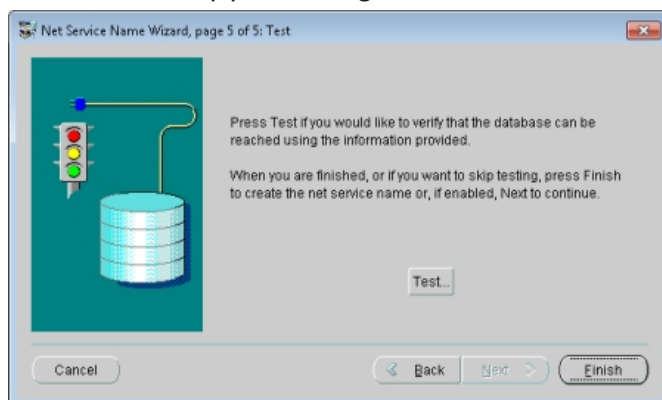 Net Service Name Wizard, page 5 of 5: Test
Press Test if you would like to verify that the database can be
reached using the information provided.
When you are finished, or if you want to skip testing, press Finish
to create the net service name or, if enabled, Next to continue.
Test...
Cancel
Back
Next
Finish